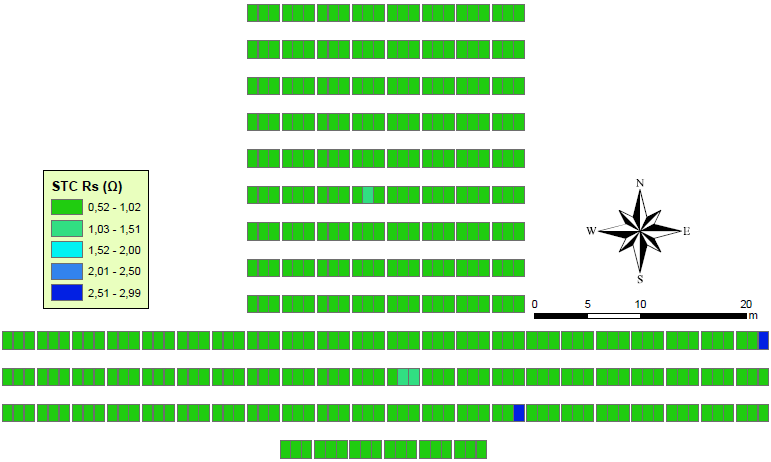 STC Rs (Ω)
0,52 - 1,02
1,03 - 1,51
1,52 - 2,00
2,01 - 2,50
2,51 - 2,99
N
W E
S
0 5 10 20
m